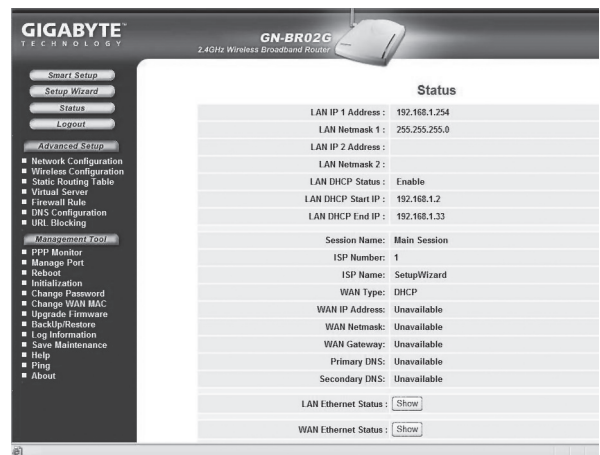 GIGABYTE™
TECHNOLOGY
GN-BR02G
2.4GHz Wireless Broadband Router
Smart Setup
Setup Wizard
Status
Logout
Advanced Setup
Network Configuration
Wireless Configuration
Static Routing Table
Virtual Server
Firewall Rule
DNS Configuration
URL Blocking
Management Tool
PPP Monitor
Manage Port
Reboot
Initialization
Change Password
Change WAN MAC
Upgrade Firmware
BackUp/Restore
Log Information
Save Maintenance
Help
Ping
About
Status
LAN IP 1 Address : 192.168.1.254
LAN Netmask 1 : 255.255.255.0
LAN IP 2 Address :
LAN Netmask 2 :
LAN DHCP Status : Enable
LAN DHCP Start IP : 192.168.1.2
LAN DHCP End IP : 192.168.1.33
Session Name: Main Session
ISP Number: 1
ISP Name: SetupWizard
WAN Type: DHCP
WAN IP Address: Unavailable
WAN Netmask: Unavailable
WAN Gateway: Unavailable
Primary DNS: Unavailable
Secondary DNS: Unavailable
LAN Ethernet Status : Show
WAN Ethernet Status : Show